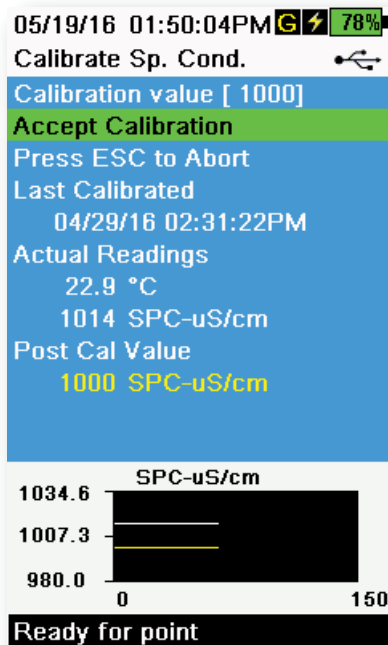 05/19/16 01:50:04PM G 78%
Calibrate Sp. Cond.
Calibration value [ 1000]
Accept Calibration
Press ESC to Abort
Last Calibrated
04/29/16 02:31:22PM
Actual Readings
22.9 °C
1014 SPC-uS/cm
Post Cal Value
1000 SPC-uS/cm
SPC-uS/cm
1034.6
1007.3
980.0
0 150
Ready for point